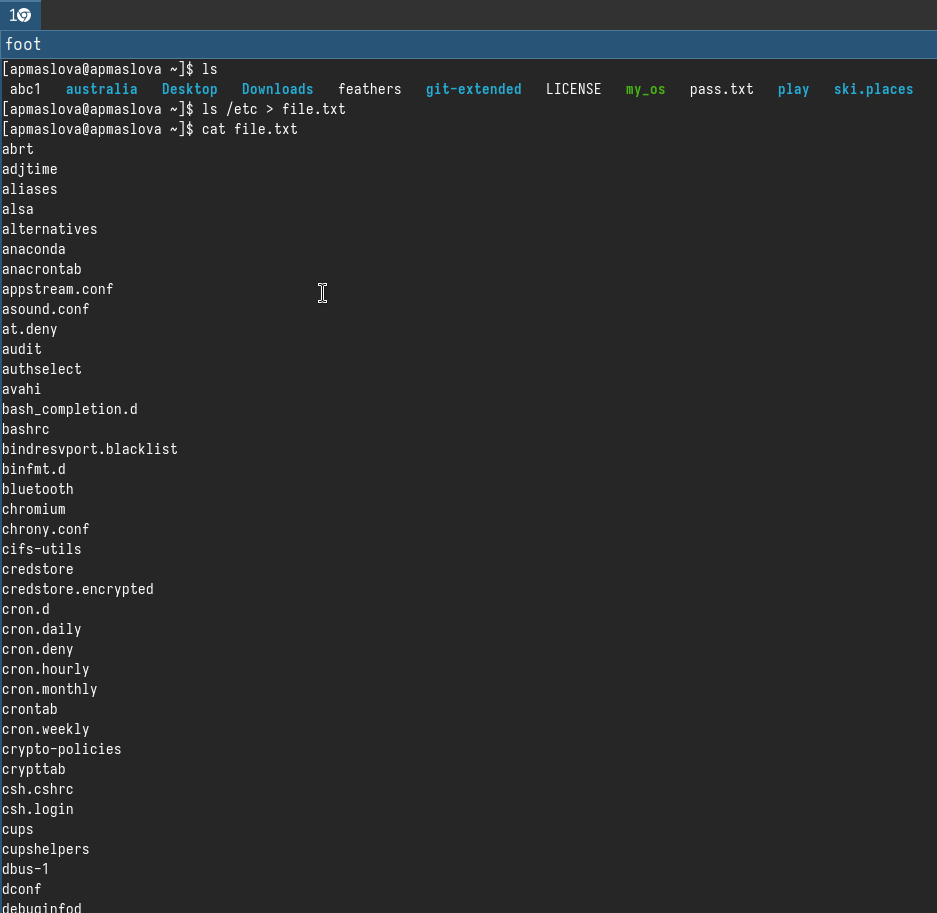 1
foot
[apmaslova@apmaslova ~]$ ls
abc1 australia Desktop Downloads feathers git-extended LICENSE my_os pass.txt play ski.places
[apmaslova@apmaslova ~]$ ls /etc > file.txt
[apmaslova@apmaslova ~]$ cat file.txt
abrt
adjtime
aliases
alsa
alternatives
anaconda
anacrontab
appstream.conf
asound.conf
at.deny
audit
authselect
avahi
bash_completion.d
bashrc
bindresvport.blacklist
binfmt.d
bluetooth
chromium
chrony.conf
cifs-utils
credstore
credstore.encrypted
cron.d
cron.daily
cron.deny
cron.hourly
cron.monthly
crontab
cron.weekly
crypto-policies
crypttab
csh.cshrc
csh.login
cups
cupshelpers
dbus-1
dconf
debuginfod